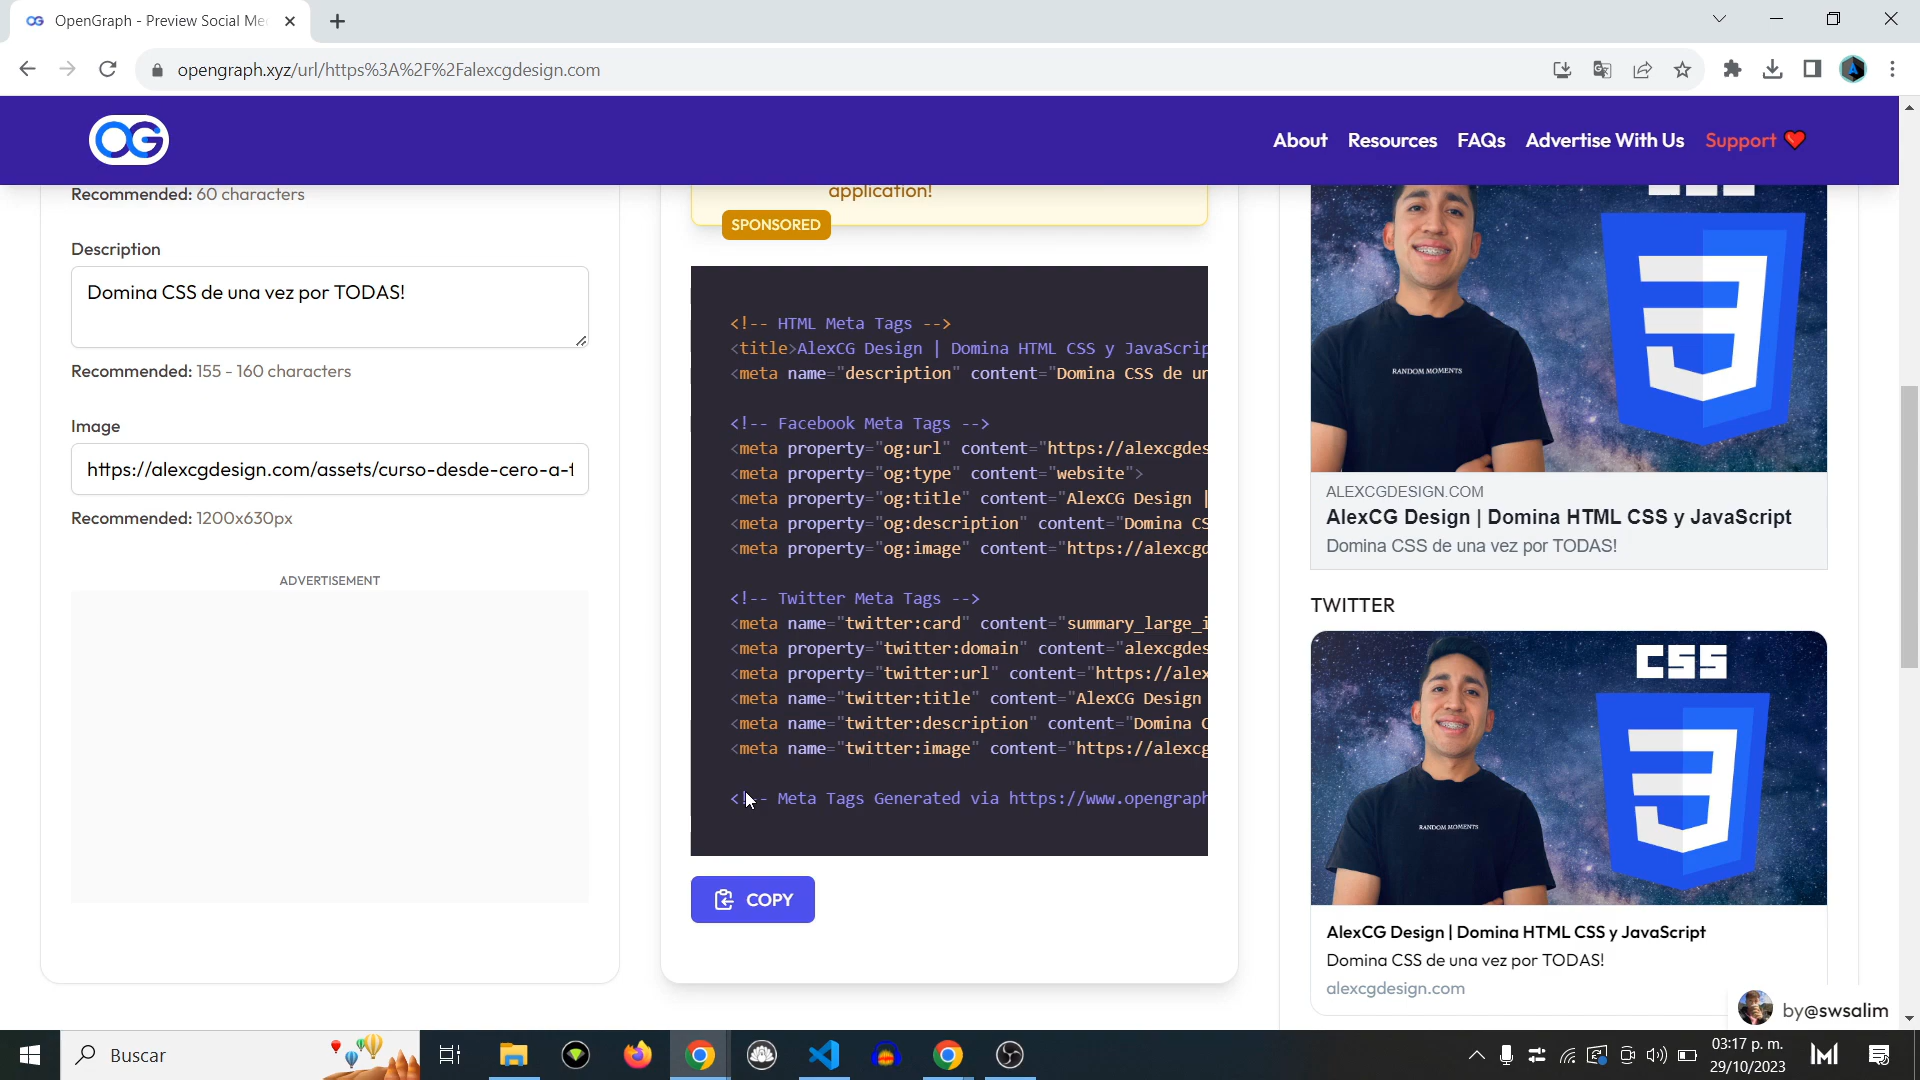 OpenGraph - Preview Social Me
opengraph.xyz/url/https%3A%2F%2Falexcgdesign.com
OG
About
Resources
FAQs
Advertise With Us
Support
Recommended: 60 characters
Description
Domina CSS de una vez por TODAS!
Recommended: 155 - 160 characters
Image
https://alexcgdesign.com/assets/curso-desde-cero-a-f
Recommended: 1200x630px
ADVERTISEMENT
application!
SPONSORED
<!-- HTML Meta Tags -->
<title>AlexCG Design | Domina HTML CSS y JavaScrip
<meta name="description" content="Domina CSS de un
<!-- Facebook Meta Tags -->
<meta property="og:url" content="https://alexcgdes
<meta property="og:type" content="website">
<meta property="og:title" content="AlexCG Design |
<meta property="og:description" content="Domina CS
<meta property="og:image" content="https://alexcgd
<!-- Twitter Meta Tags -->
<meta name="twitter:card" content="summary_large_i
<meta property="twitter:domain" content="alexcgdes
<meta property="twitter:url" content="https://alex
<meta name="twitter:title" content="AlexCG Design
<meta name="twitter:description" content="Domina C
<meta name="twitter:image" content="https://alexcg
<!-- Meta Tags Generated via https://www.opengraph
COPY
RANDOM MOMENTS
ALEXCGDESIGN.COM
AlexCG Design | Domina HTML CSS y JavaScript
Domina CSS de una vez por TODAS!
TWITTER
CSS
RANDOM MOMENTS
AlexCG Design | Domina HTML CSS y JavaScript
Domina CSS de una vez por TODAS!
alexcgdesign.com
by@swsalim
Buscar
03:17 p. m.
29/10/2023